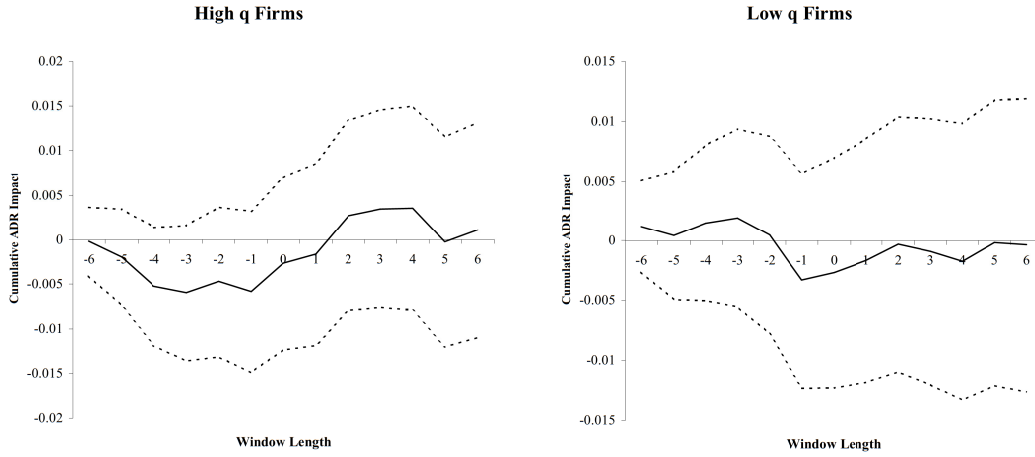 High q Firms
0.02
0.015
0.01
0.005
0
-0.005
-0.01
-0.015
-0.02
Cumulative ADR Impact
-6 -5 -4 -3 -2 -1 0 1 2 3 4 5 6
Window Length
Low q Firms
0.015
0.01
0.005
0
-0.005
-0.01
-0.015
Cumulative ADR Impact
-6 -5 -4 -3 -2 -1 0 1 2 3 4 5 6
Window Length